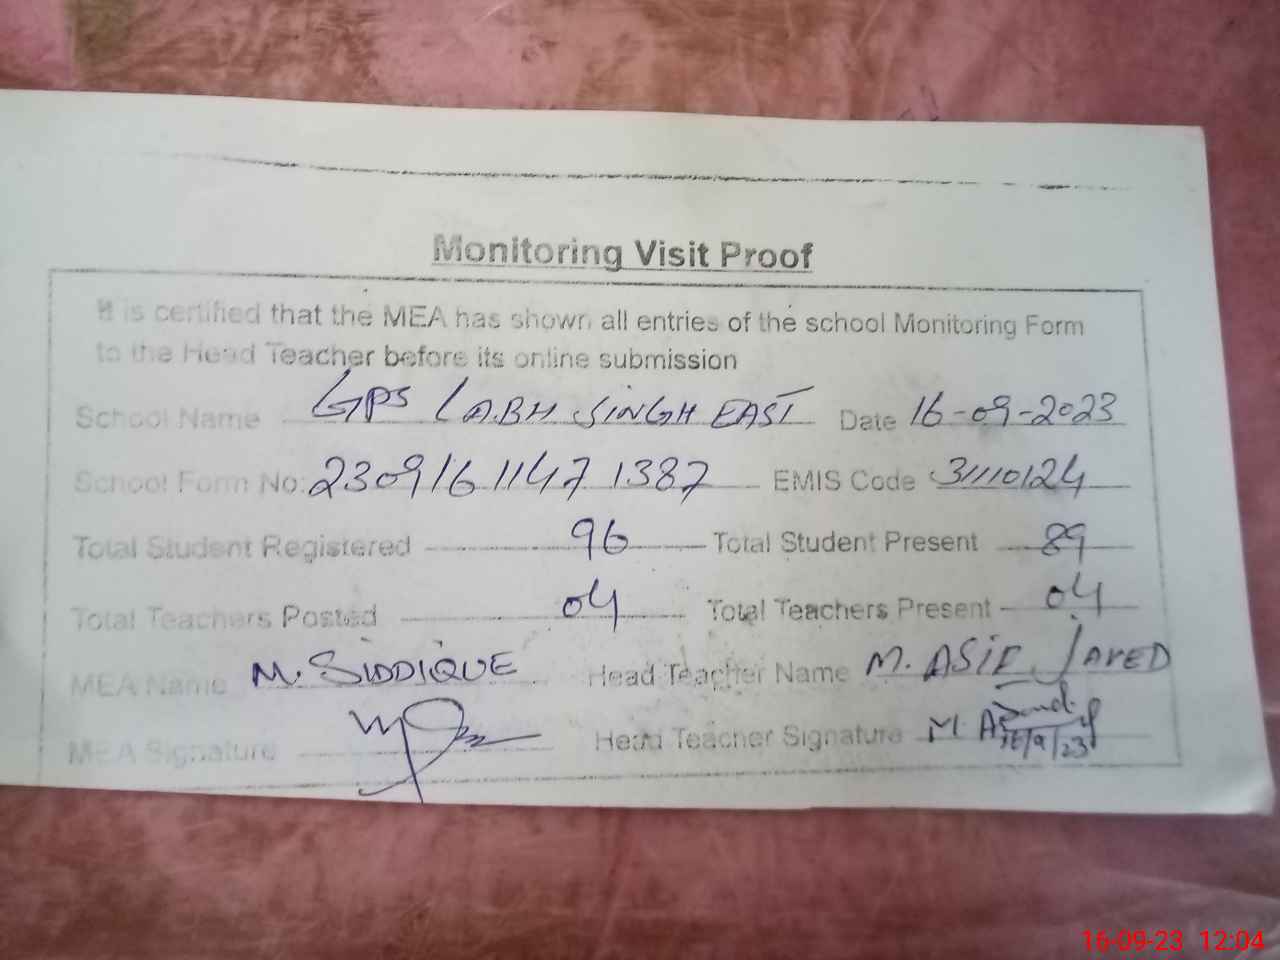 Monitoring Visit Proof
It is certified that the MEA has shown all entries of the school Monitoring Form
to the Head Teacher before its online submission
School Name GPS LABH SINGH EAST Date 16-09-2023
School Form No: 23091611471387 EMIS Code 31110124
Total Student Registered 96 Total Student Present 89
Total Teachers Posted 04 Total Teachers Present 04
MEA Name M. SIDDIQUE Head Teacher Name M. ASIF JAVED
MEA Signature Head Teacher Signature M.
16/9/23
16-09-23 12:04